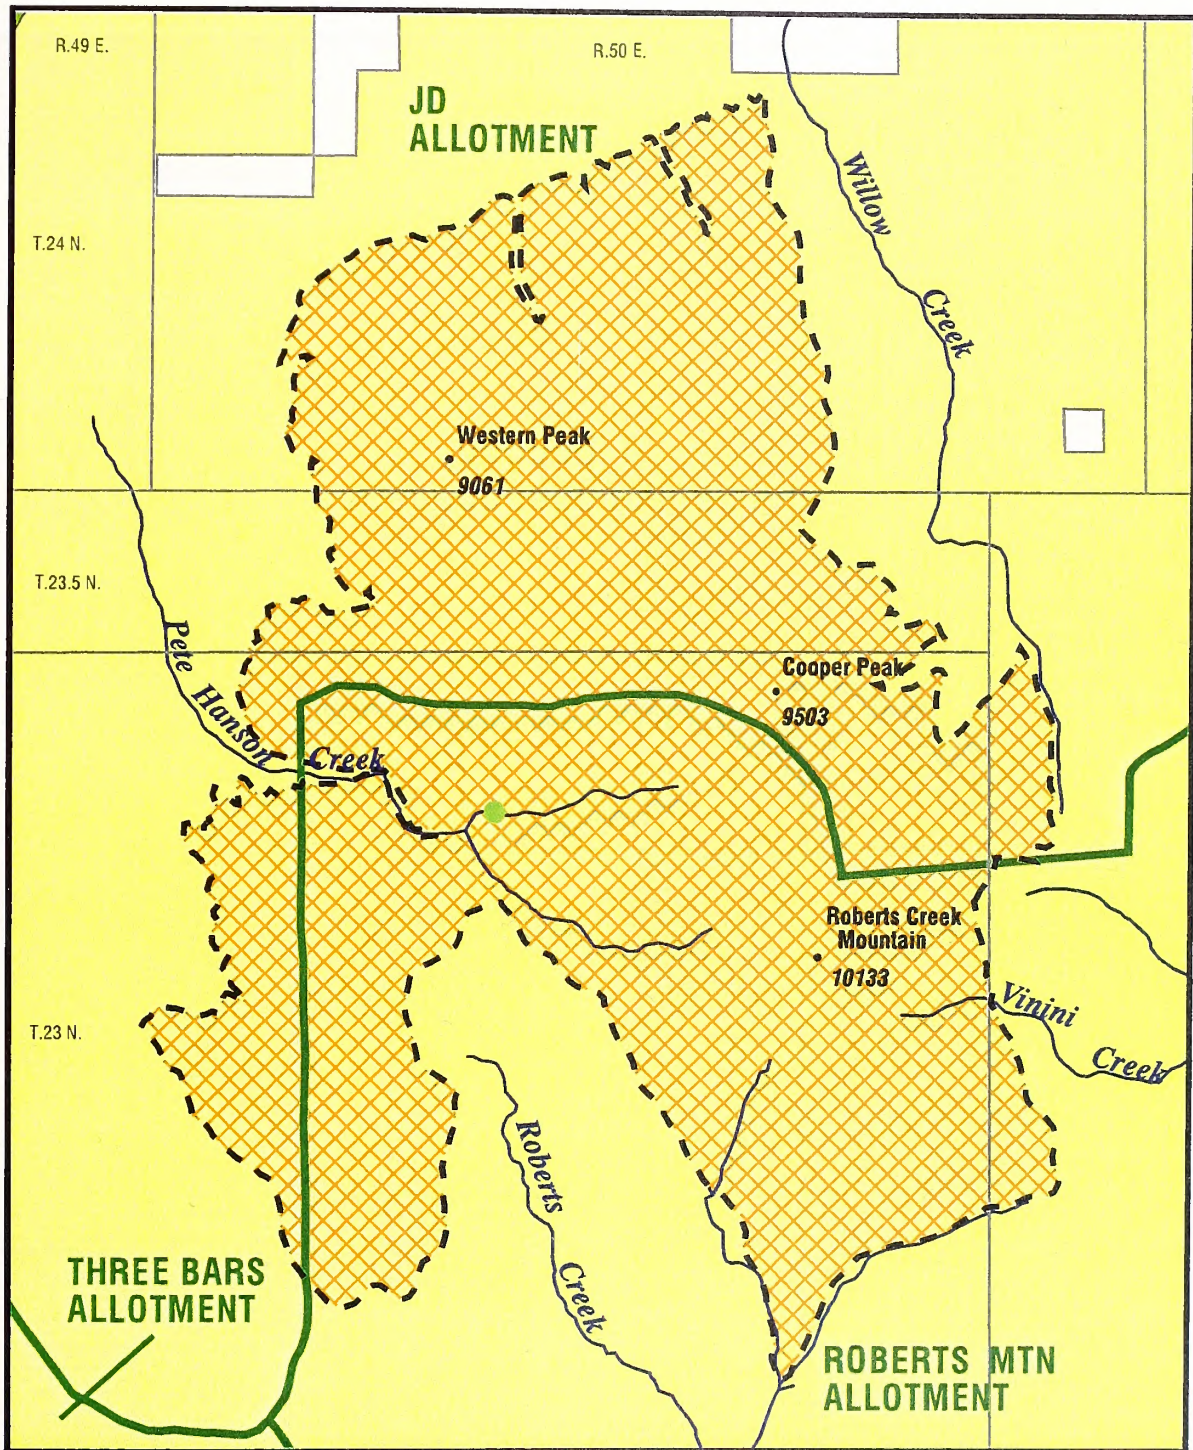 R.49 E.
R.50 E.
JD
ALLOTMENT
Willow
Creek
T.24 N.
Western Peak
9061
T.23.5 N.
Pete Hanson Creek
Cooper Peak
9503
Roberts Creek
Mountain
10133
Vinini
Creek
T.23 N.
Roberts
Creek
THREE BARS
ALLOTMENT
ROBERTS MTN
ALLOTMENT